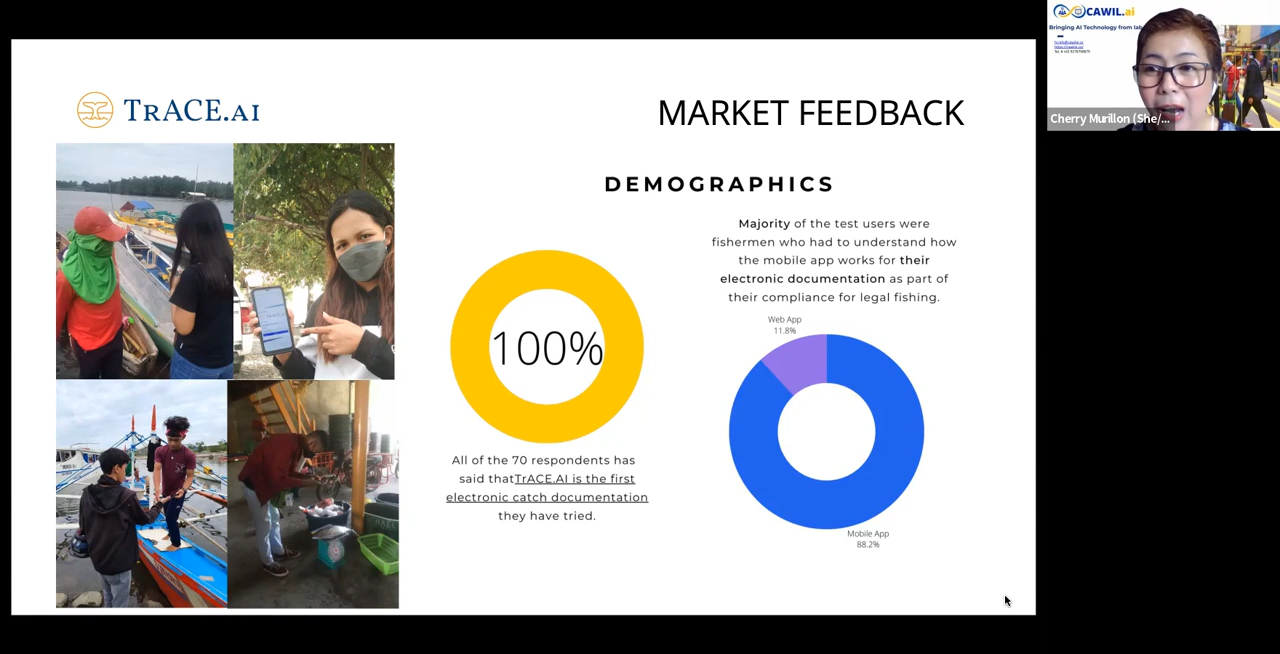 TrACE.AI
MARKET FEEDBACK
DEMOGRAPHICS
100%
All of the 70 respondents has
said thatTrACE.AI is the first
electronic catch documentation
they have tried.
Majority of the test users were
fishermen who had to understand how
the mobile app works for their
electronic documentation as part of
their compliance for legal fishing.
Web App
11.8%
Mobile App
88.2%
CAWIL.ai
Bringing AI Technology from lab
Cherry Murillon (She/...